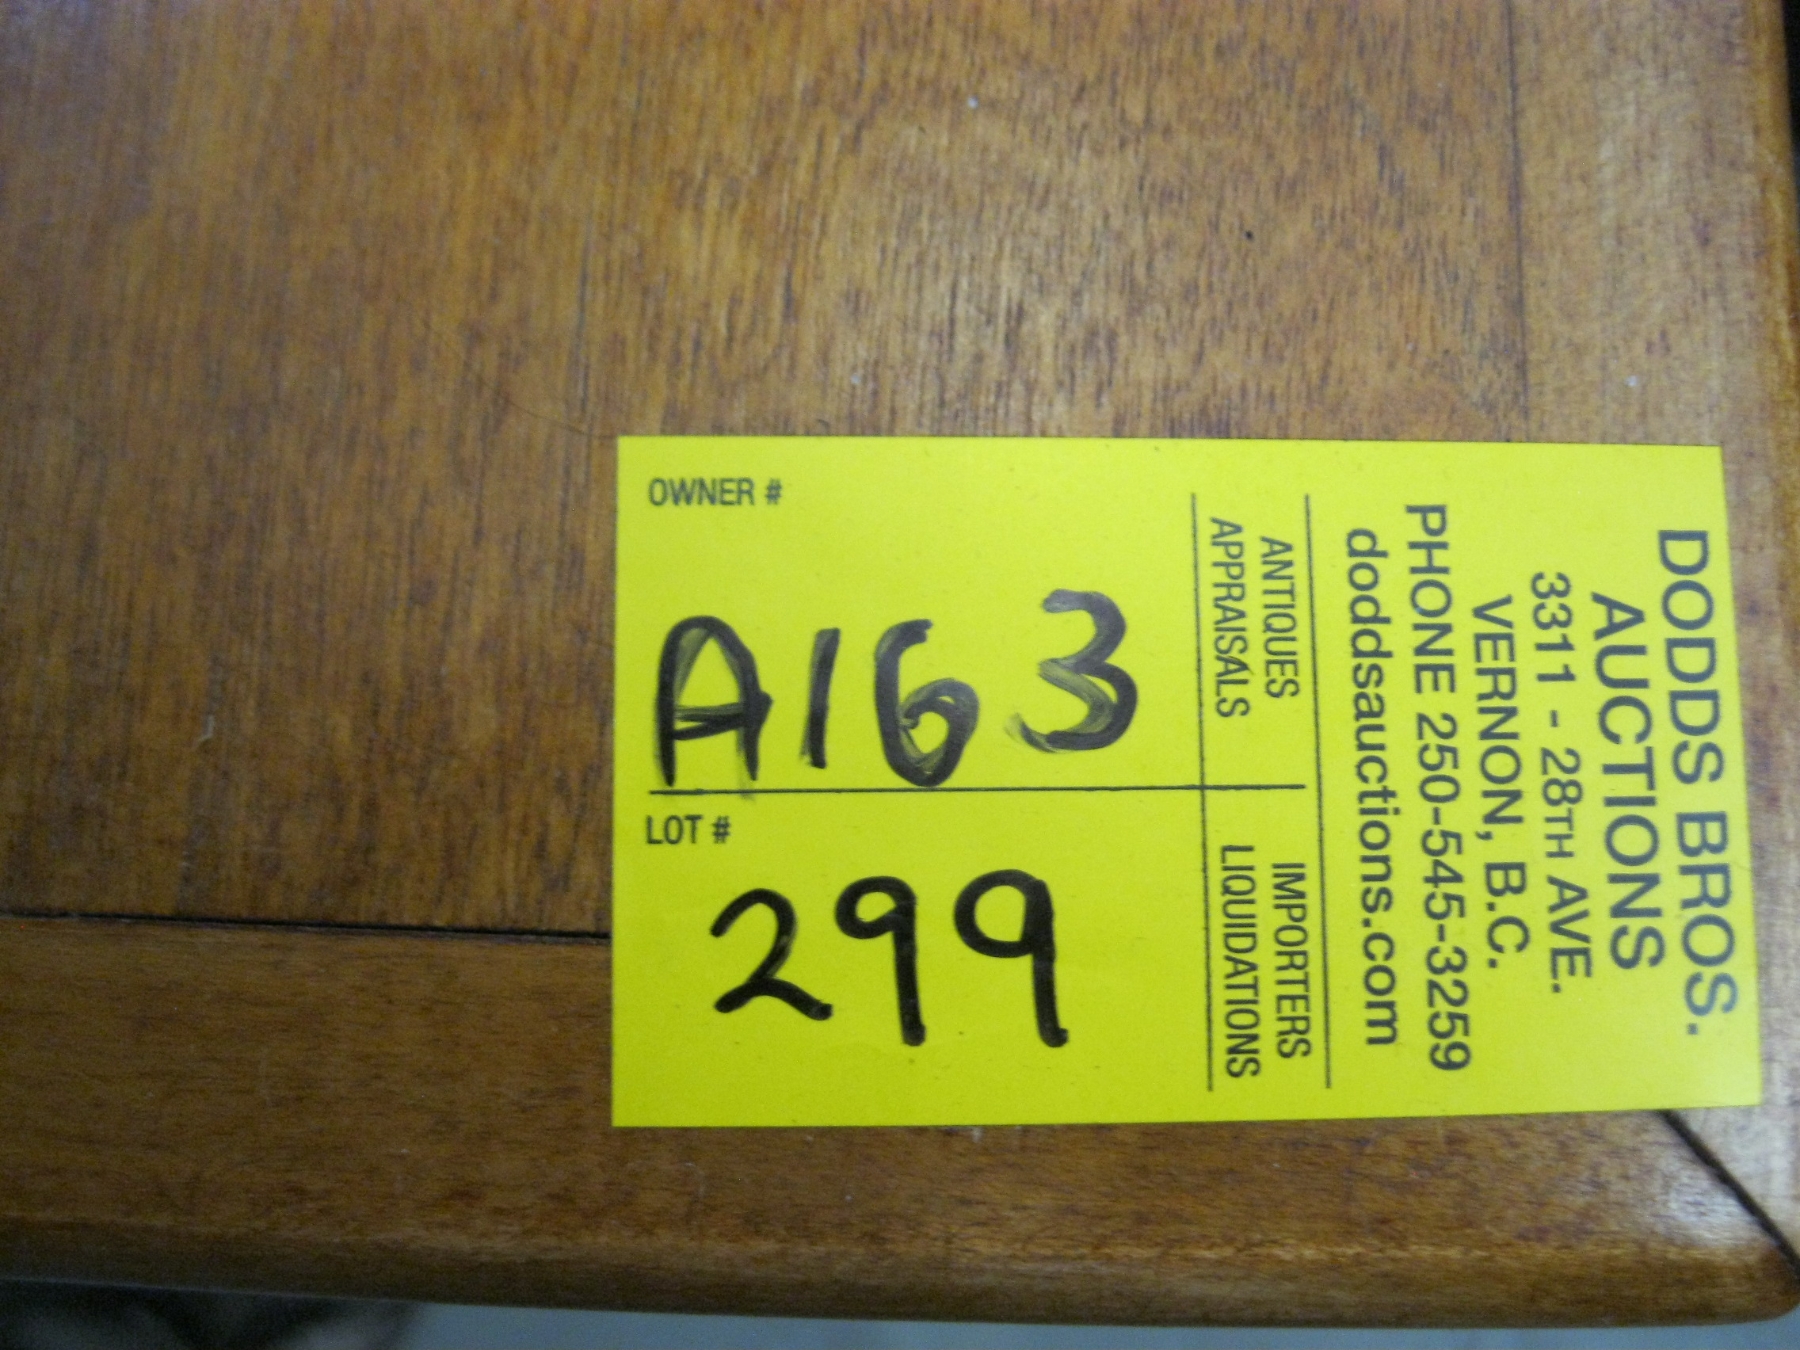 DODDS BROS.
AUCTIONS
3311 - 28TH AVE.
VERNON, B.C.
PHONE 250-545-3259
doddsauctions.com
ANTIQUES
APPRAISALS
IMPORTERS
LIQUIDATIONS
OWNER #
A163
LOT #
299